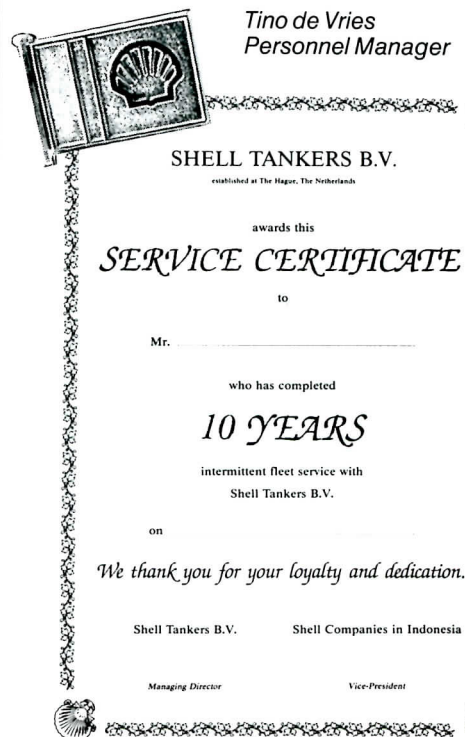 Tino de Vries
Personnel Manager
SHELL TANKERS B.V.
established at The Hague, The Netherlands
awards this
SERVICE CERTIFICATE
to
Mr.
who has completed
10 YEARS
intermittent fleet service with
Shell Tankers B.V.
on
We thank you for your loyalty and dedication.
Shell Tankers B.V. Shell Companies in Indonesia
Managing Director Vice-President